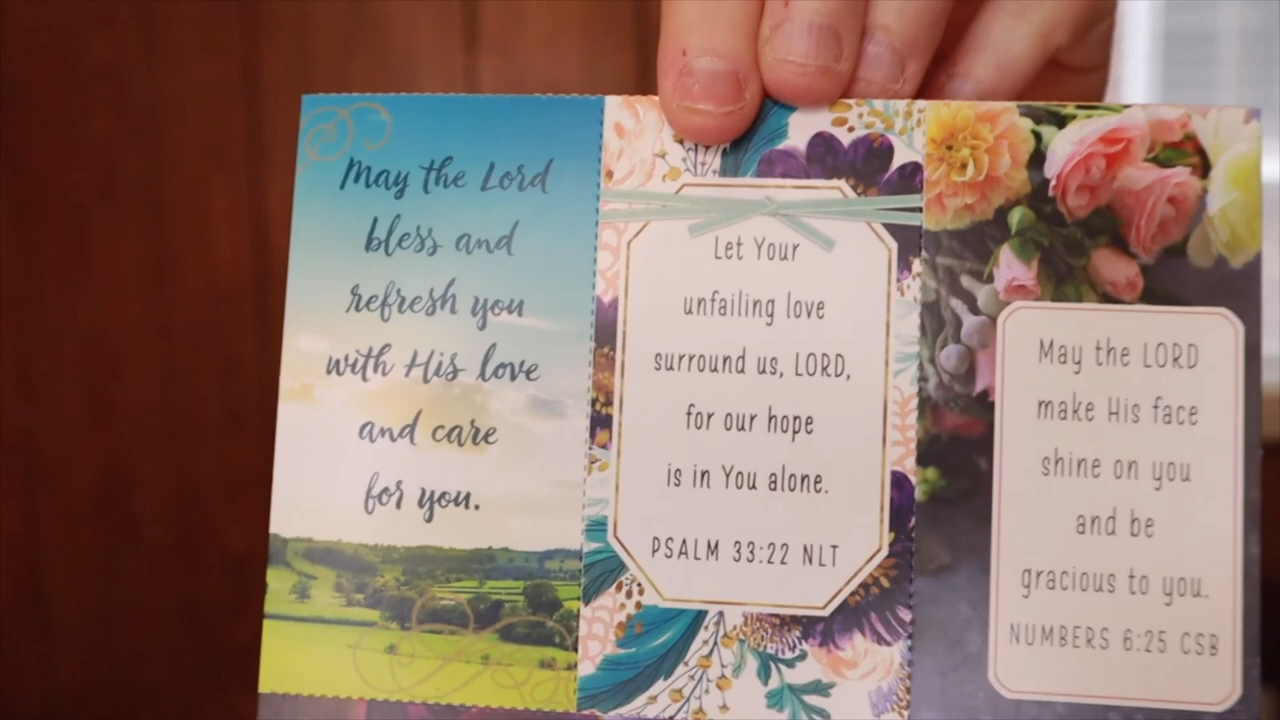 May the Lord
bless and
refresh you
with His love
and care
for you.
Let Your
unfailing love
surround us, LORD,
for our hope
is in You alone.
PSALM 33:22 NLT
May the LORD
make His face
shine on you
and be
gracious to you.
NUMBERS 6:25 CSB